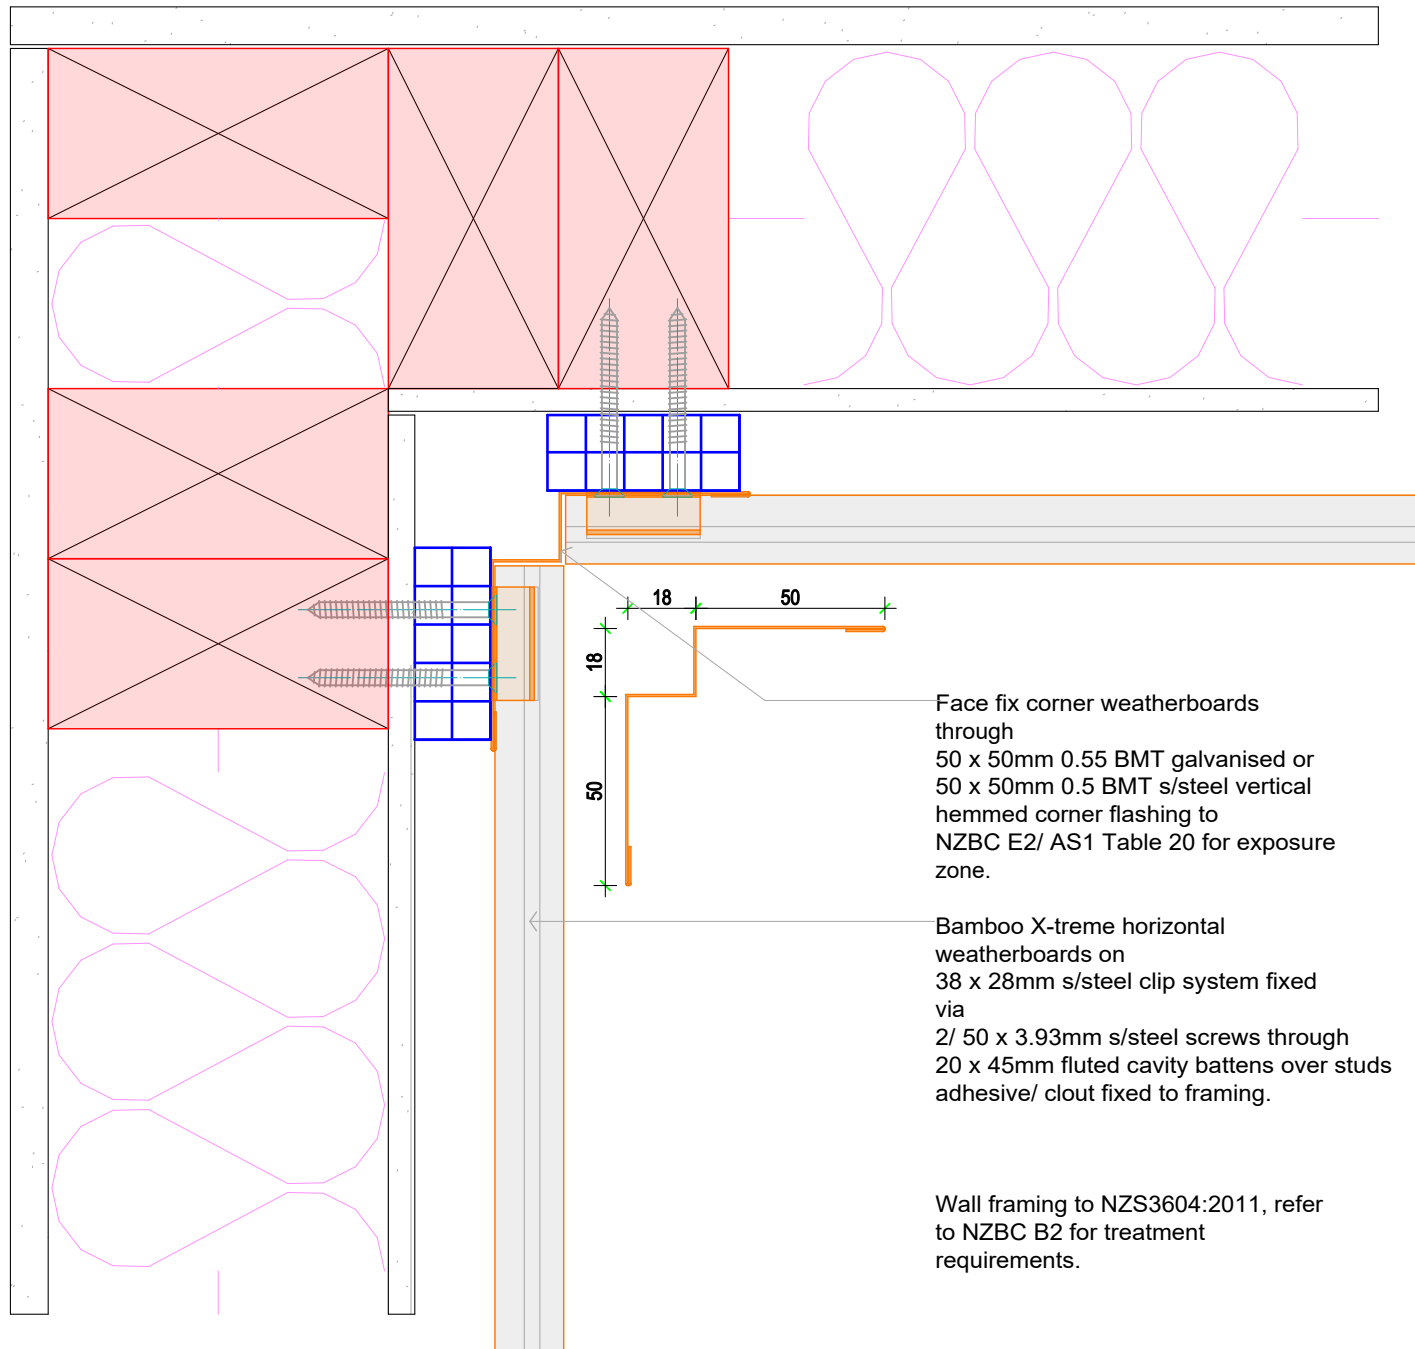 18
50
18
50
Face fix corner weatherboards
through
50 x 50mm 0.55 BMT galvanised or
50 x 50mm 0.5 BMT s/steel vertical
hemmed corner flashing to
NZBC E2/ AS1 Table 20 for exposure
zone.
Bamboo X-treme horizontal
weatherboards on
38 x 28mm s/steel clip system fixed
via
2/ 50 x 3.93mm s/steel screws through
20 x 45mm fluted cavity battens over studs
adhesive/ clout fixed to framing.
Wall framing to NZS3604:2011, refer
to NZBC B2 for treatment
requirements.